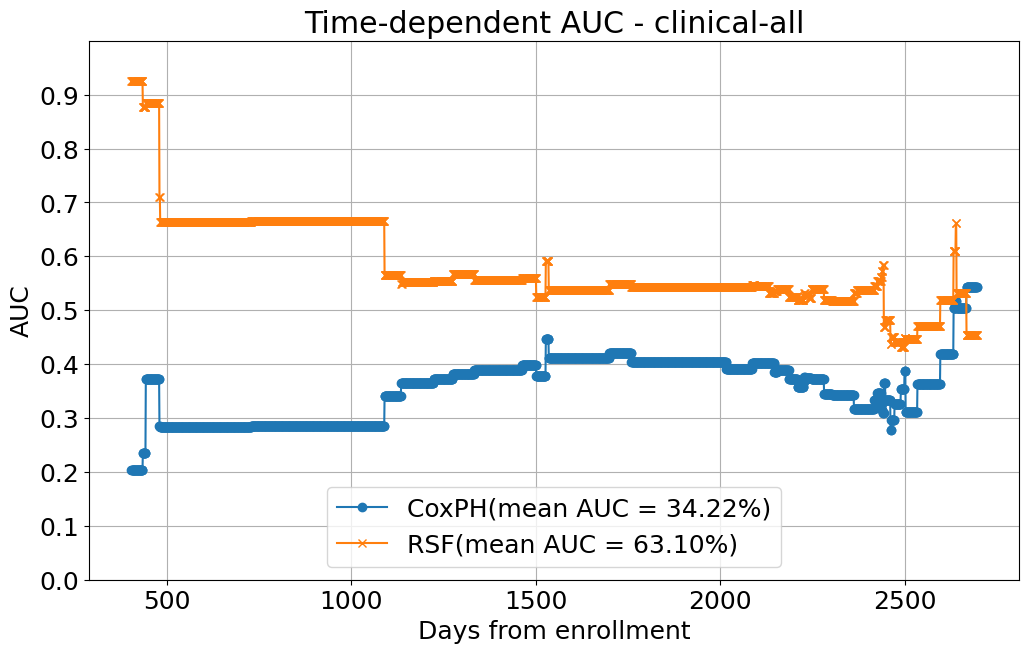 Time-dependent AUC - clinical-all
AUC
0.9
0.8
0.7
0.6
0.5
0.4
0.3
0.2
0.1
0.0
CoxPH(mean AUC = 34.22%)
RSF(mean AUC = 63.10%)
500 1000 1500 2000 2500
Days from enrollment